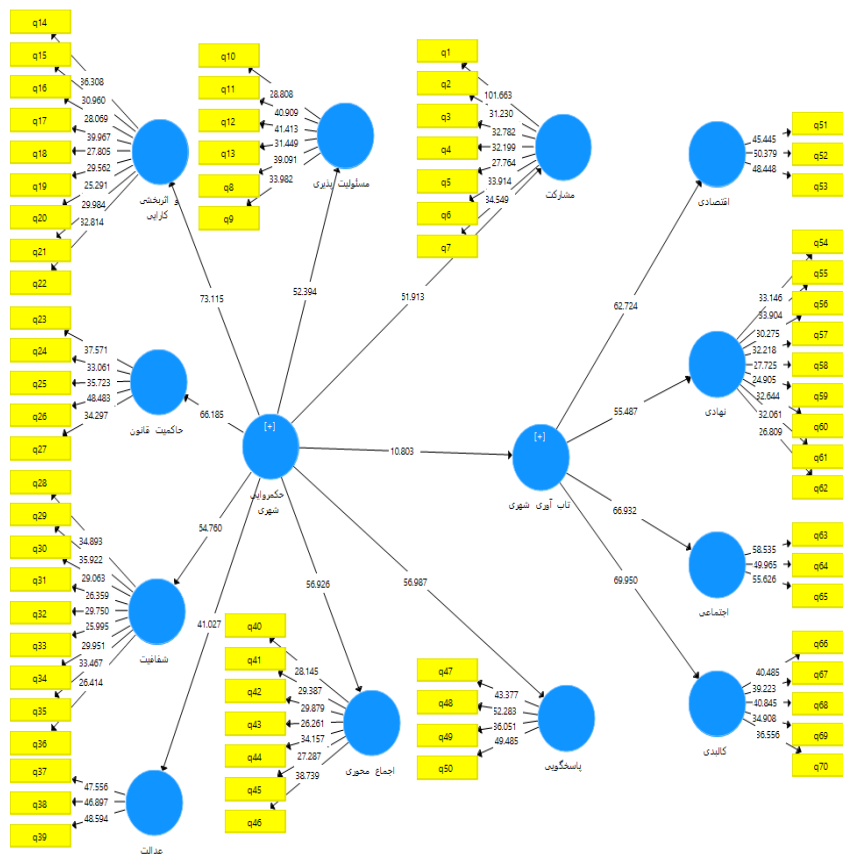 q14
q15
q16
q17
q18
q19
q20
q21
q22
36.308
30.960
28.069
39.967
27.805
29.562
25.291
29.984
32.814
و اثربخشی
کارایی
q10
q11
q12
q13
q8
q9
28.808
40.909
41.413
31.449
39.091
33.982
مسئولیت پذیری
q1
q2
q3
q4
q5
q6
q7
101.663
31.230
32.782
32.199
27.764
33.914
34.549
مشارکت
q51
q52
q53
45.445
50.379
48.448
اقتصادی
q54
q55
q56
q57
q58
q59
q60
q61
q62
33.146
33.904
30.275
32.218
27.725
24.905
32.644
32.061
26.809
نهادی
73.115
52.394
51.913
62.724
55.487
q23
q24
q25
q26
q27
37.571
33.061
35.723
48.483
34.297
حاکمیت قانون
66.185
[+]
حکمروایی
شهری
10.803
[+]
تاب آوری شهری
q28
q29
q30
q31
q32
q33
q34
q35
q36
34.893
35.922
29.063
26.359
29.750
25.995
29.951
33.467
26.414
شفافیت
54.760
41.027
56.926
56.987
66.932
69.950
q63
q64
q65
58.535
49.965
55.626
اجتماعی
q37
q38
q39
47.556
46.897
48.594
عدالت
q40
q41
q42
q43
q44
q45
q46
28.145
29.387
29.879
26.261
34.157
27.287
38.739
اجماع محوری
q47
q48
q49
q50
43.377
52.283
36.051
49.485
پاسخگویی
q66
q67
q68
q69
q70
40.485
39.223
40.845
34.908
36.556
کالبدی